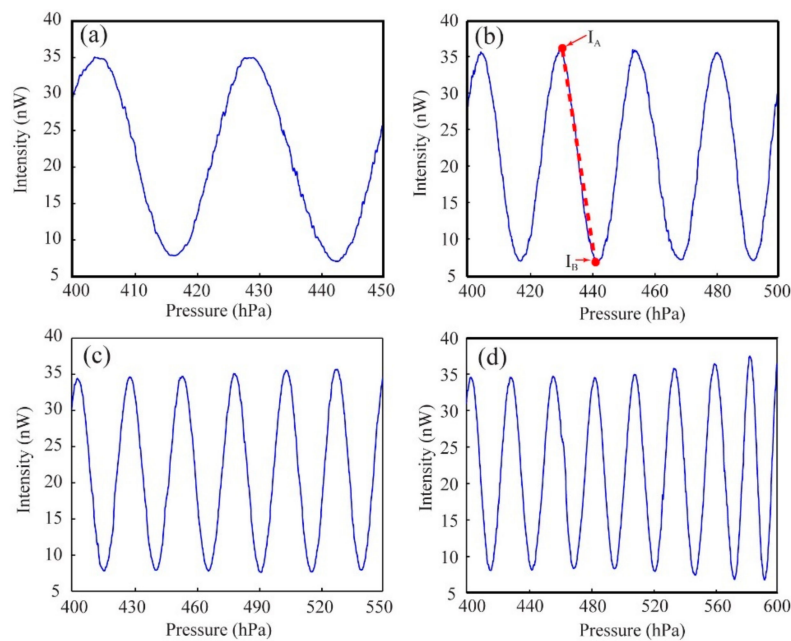 (a)
40
35
30
25
20
15
10
5
Intensity (nW)
400 410 420 430 440 450
Pressure (hPa)
(b)
I_A
I_B
40
35
30
25
20
15
10
5
Intensity (nW)
400 420 440 460 480 500
Pressure (hPa)
(c)
40
35
30
25
20
15
10
5
Intensity (nW)
400 430 460 490 520 550
Pressure (hPa)
(d)
40
35
30
25
20
15
10
5
Intensity (nW)
400 440 480 520 560 600
Pressure (hPa)